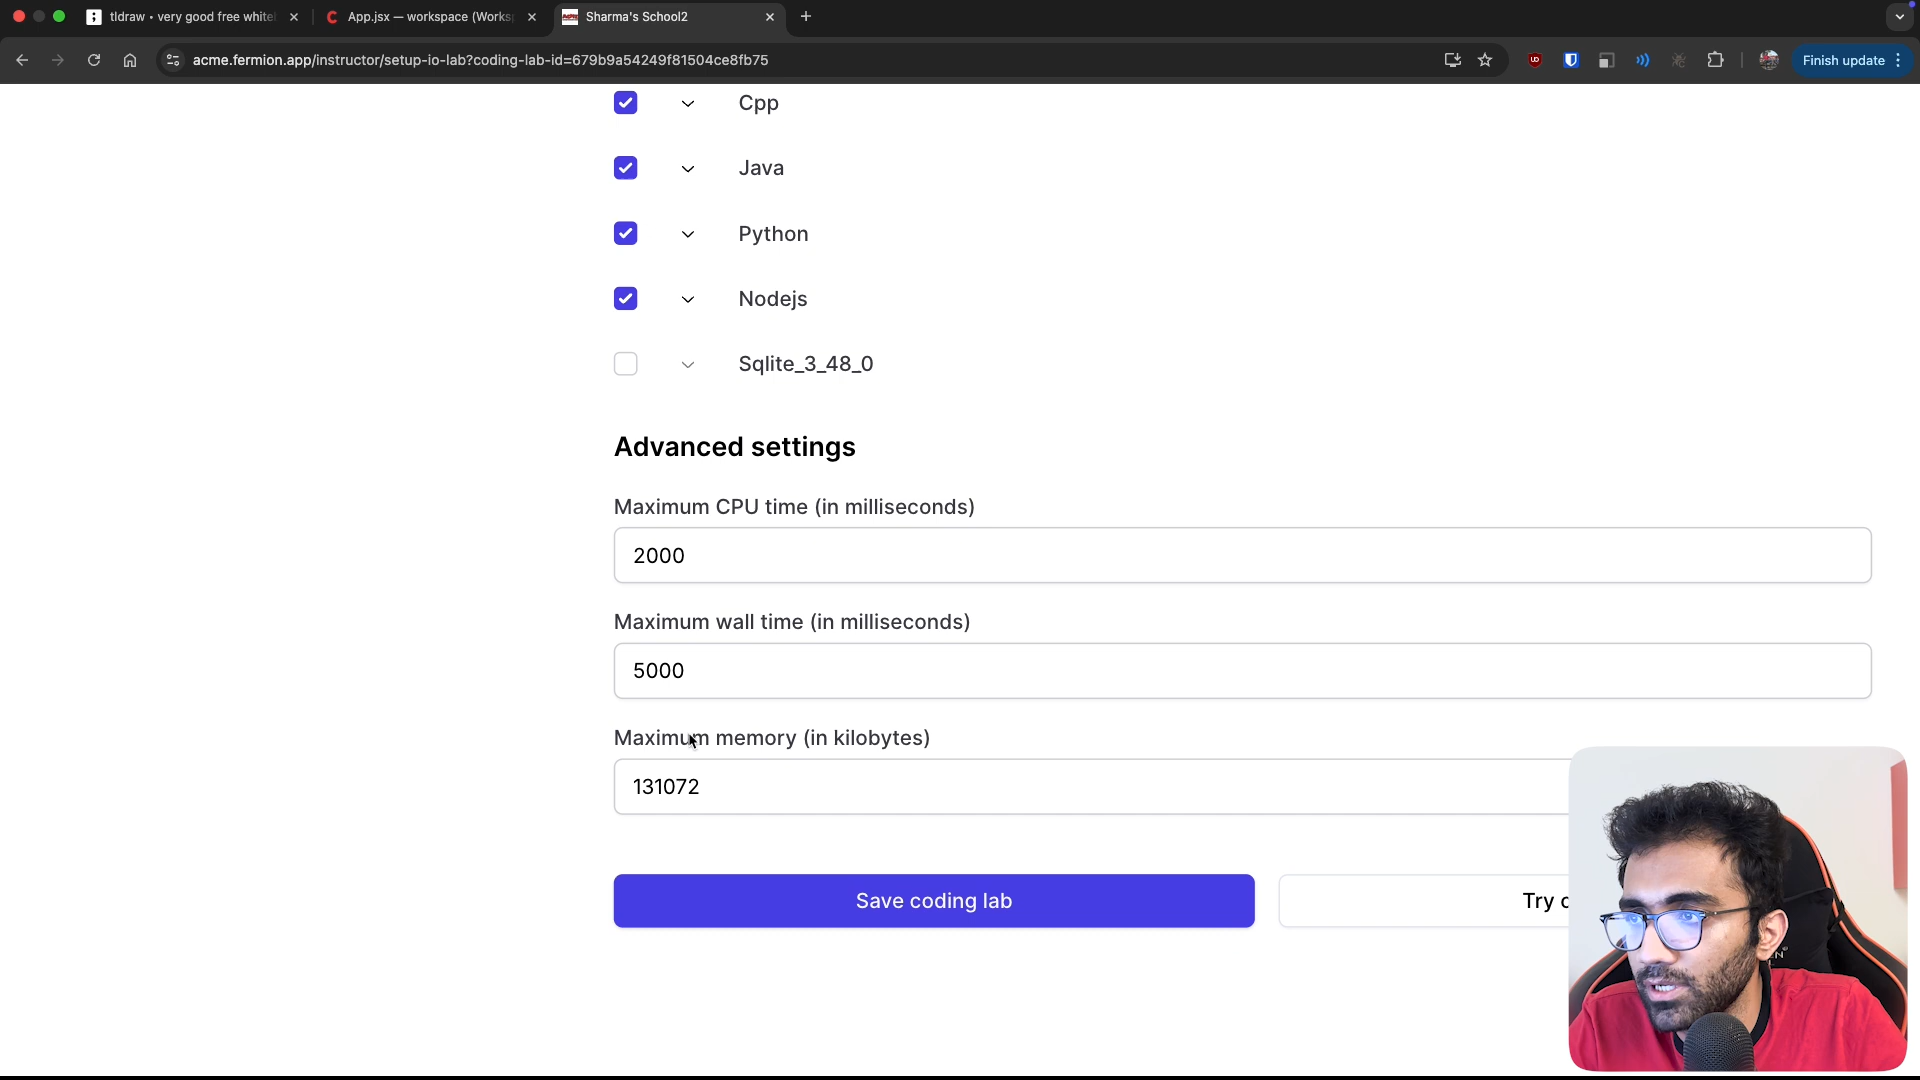 tldraw • very good free white
App.jsx — workspace (Works
Sharma's School2
acme.fermion.app/instructor/setup-io-lab?coding-lab-id=679b9a54249f81504ce8fb75
Finish update
Cpp
Java
Python
Nodejs
Sqlite_3_48_0
Advanced settings
Maximum CPU time (in milliseconds)
2000
Maximum wall time (in milliseconds)
5000
Maximum memory (in kilobytes)
131072
Save coding lab
Try